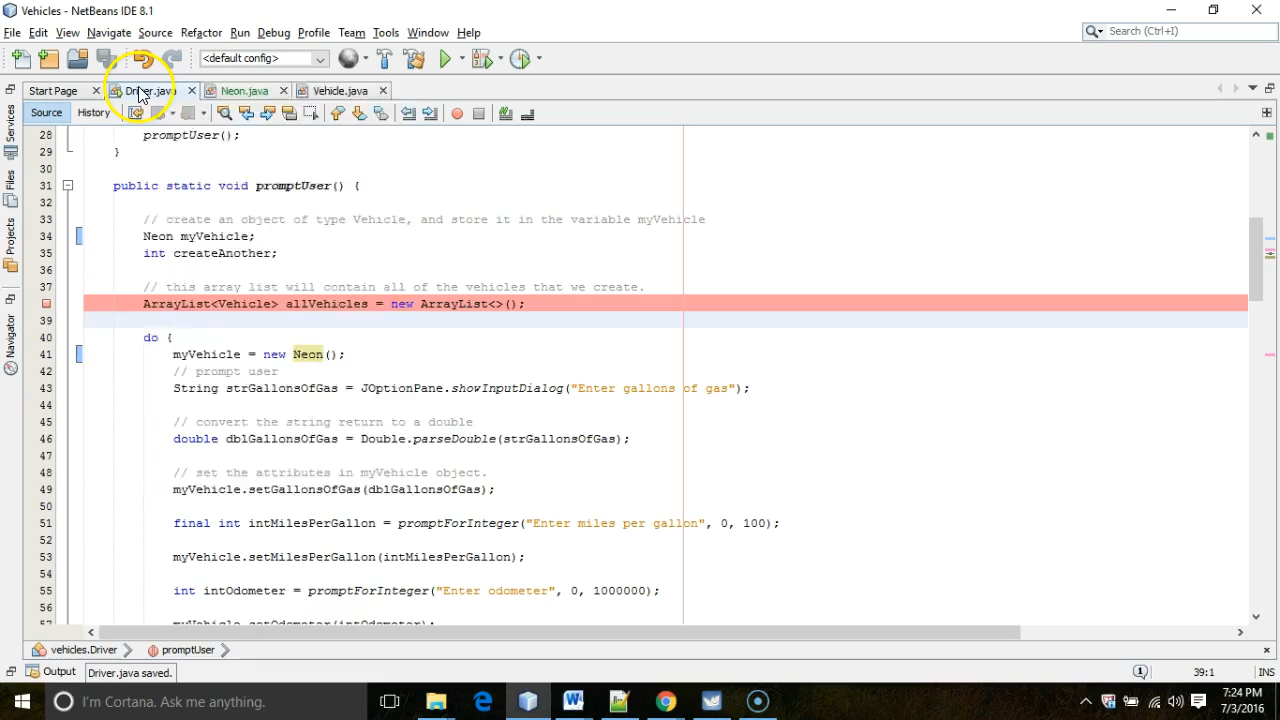 Vehicles - NetBeans IDE 8.1
File Edit View Navigate Source Refactor Run Debug Profile Team Tools Window Help
Search (Ctrl+I)
<default config>
Start Page Driver.java Neon.java Vehicle.java
Source History
Services
Files
Projects
Navigator
28 promptUser();
29 }
30
31 public static void promptUser() {
32
33 // create an object of type Vehicle, and store it in the variable myVehicle
34 Neon myVehicle;
35 int createAnother;
36
37 // this array list will contain all of the vehicles that we create.
ArrayList<Vehicle> allVehicles = new ArrayList<>();
39
40 do {
41 myVehicle = new Neon();
42 // prompt user
43 String strGallonsOfGas = JOptionPane.showInputDialog("Enter gallons of gas");
44
45 // convert the string return to a double
46 double dblGallonsOfGas = Double.parseDouble(strGallonsOfGas);
47
48 // set the attributes in myVehicle object.
49 myVehicle.setGallonsOfGas(dblGallonsOfGas);
50
51 final int intMilesPerGallon = promptForInteger("Enter miles per gallon", 0, 100);
52
53 myVehicle.setMilesPerGallon(intMilesPerGallon);
54
55 int intOdometer = promptForInteger("Enter odometer", 0, 1000000);
56
57 myVehicle.setOdometer(intOdometer);
vehicles.Driver promptUser
Output Driver.java saved. 39:1 INS
I'm Cortana. Ask me anything.
7:24 PM
7/3/2016